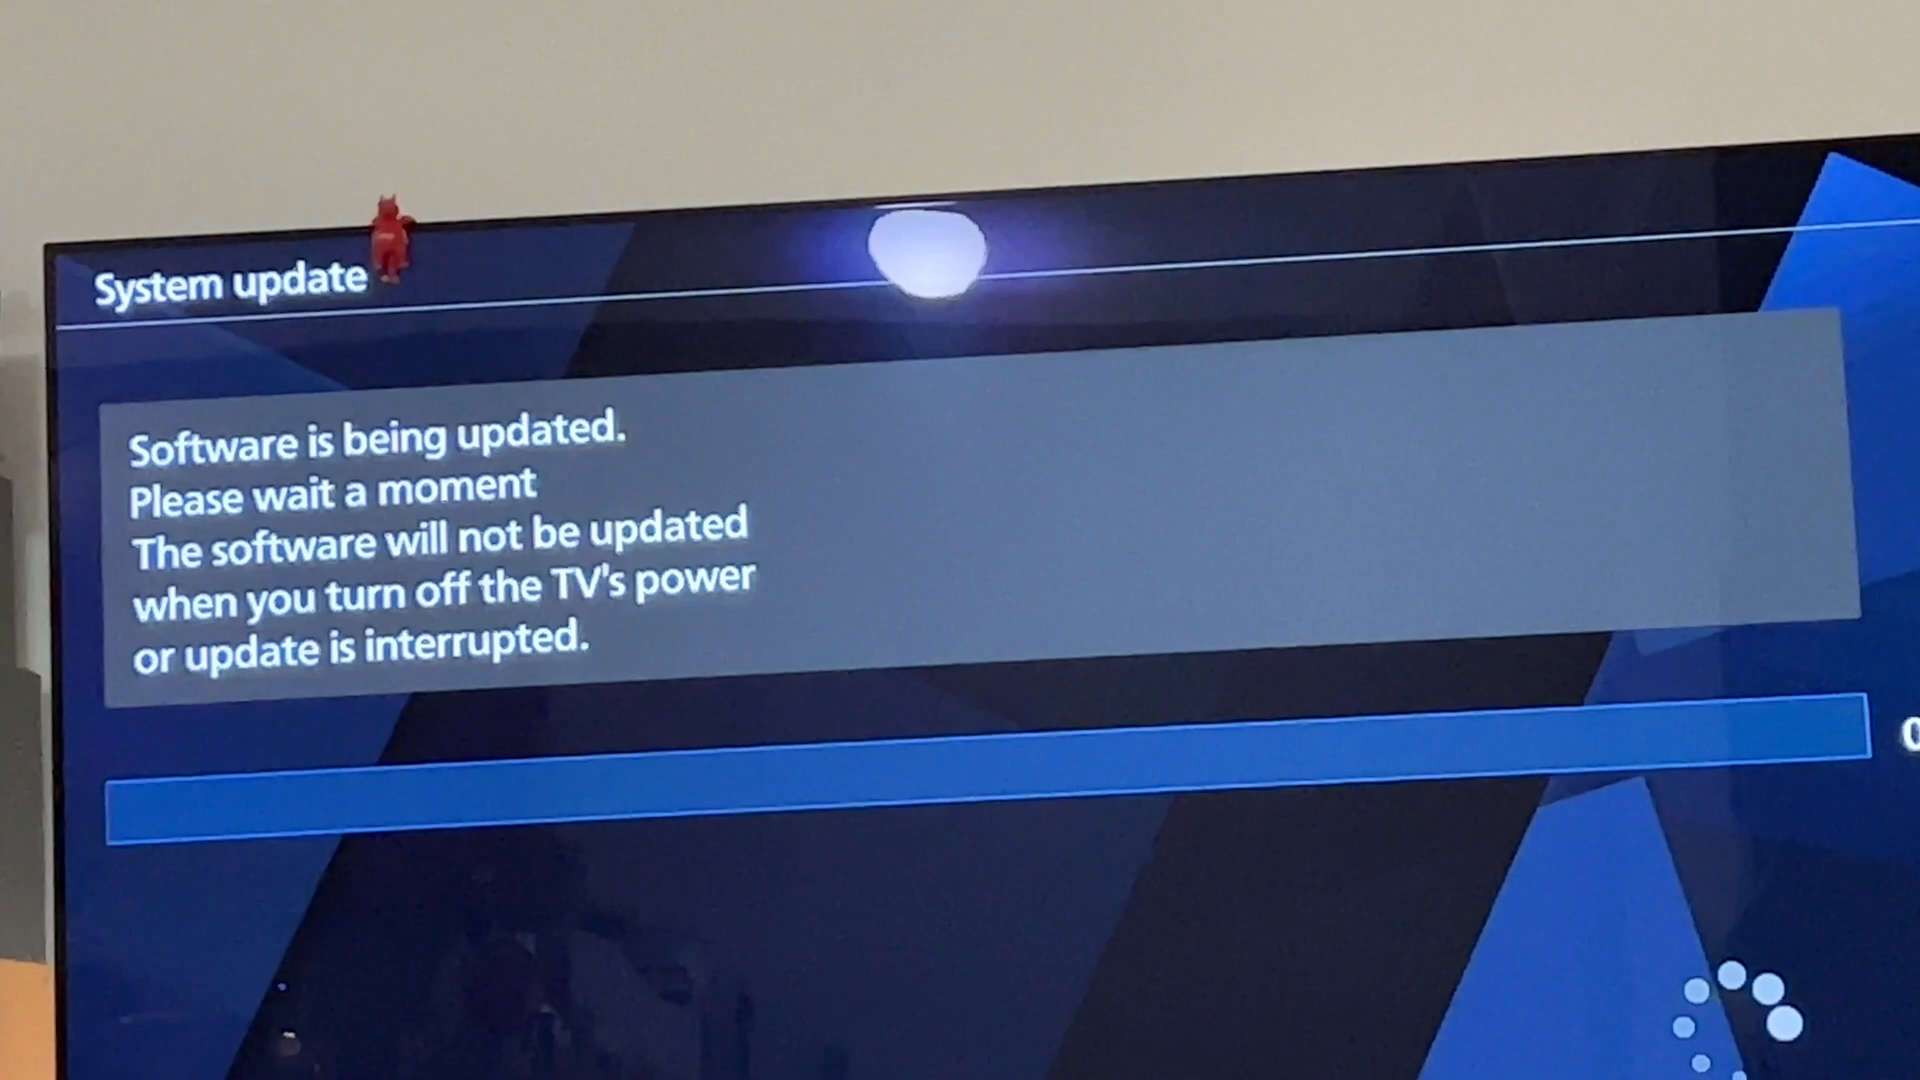 System update
Software is being updated.
Please wait a moment
The software will not be updated
when you turn off the TV's power
or update is interrupted.
0